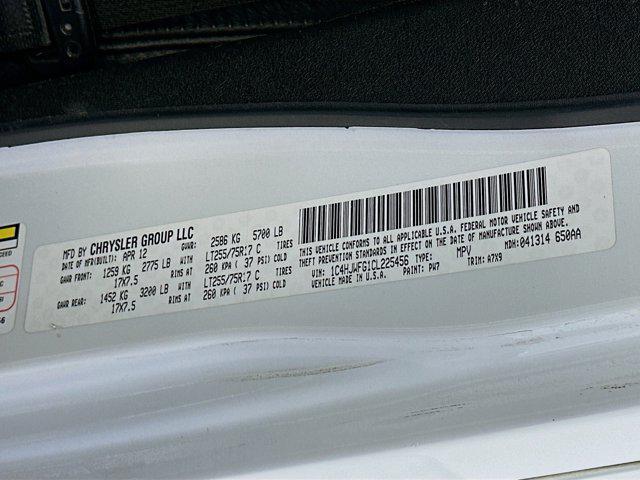 MFD BY CHRYSLER GROUP LLC
DATE OF MFR(BUILT): APR 12 GVWR: 2586 KG 5700 LB
GAWR FRONT: 1259 KG 2775 LB LT255/75R17 C TIRES
17X7.5 RIMS AT 260 KPA ( 37 PSI) COLD
GAWR REAR: 1452 KG 3200 LB LT255/75R17 C TIRES
17X7.5 RIMS AT 260 KPA ( 37 PSI) COLD
THIS VEHICLE CONFORMS TO ALL APPLICABLE U.S.A. FEDERAL MOTOR VEHICLE SAFETY AND
THEFT PREVENTION STANDARDS IN EFFECT ON THE DATE OF MANUFACTURE SHOWN ABOVE.
MDH: 041314 650AA
VIN: 1C4HJWFG1CL225456 TYPE: MPV
VEHICLE MADE IN U.S.A. PAINT: PW7 TRIM: A7X9